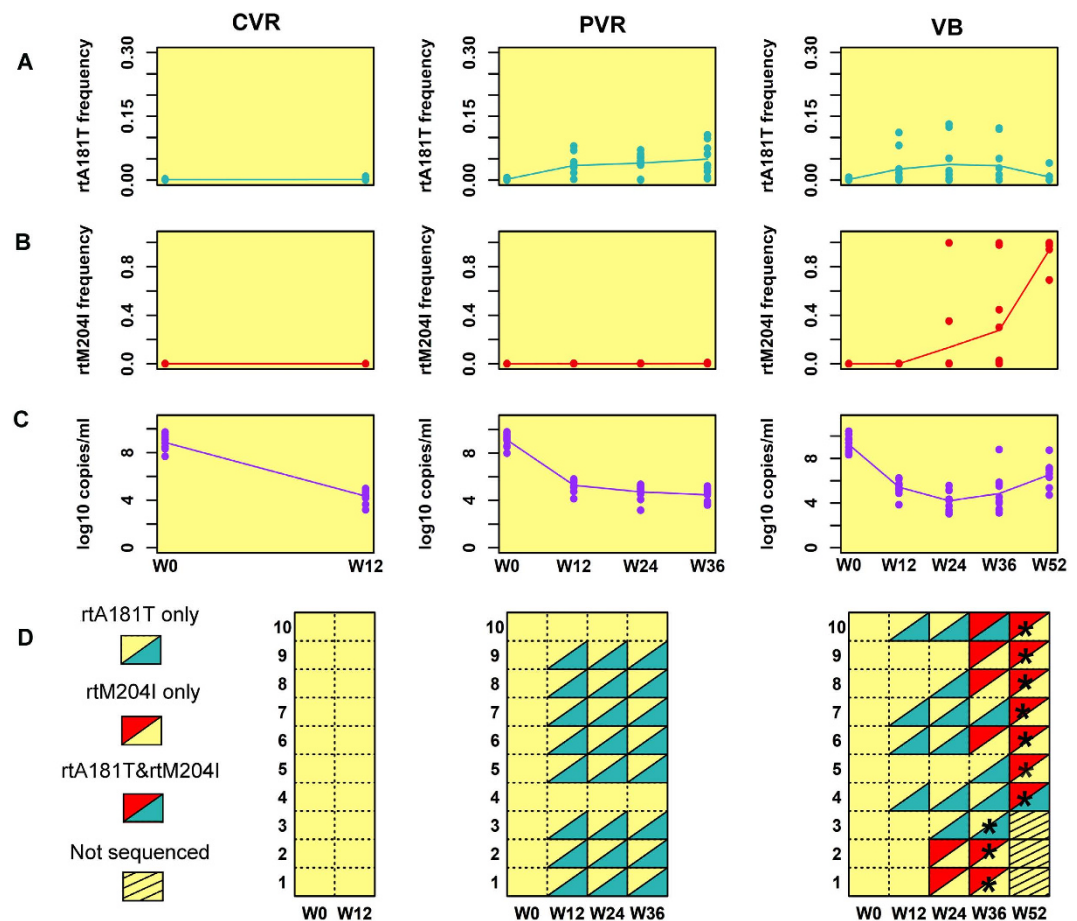 CVR PVR VB
A
rtA181T frequency rtA181T frequency rtA181T frequency
0.30 0.30 0.30
0.15 0.15 0.15
0.00 0.00 0.00
B
rtM204I frequency rtM204I frequency rtM204I frequency
0.8 0.8 0.8
0.4 0.4 0.4
0.0 0.0 0.0
C
log10 copies/ml log10 copies/ml log10 copies/ml
8 8 8
4 4 4
0 0 0
W0 W12 W0 W12 W24 W36 W0 W12 W24 W36 W52
D
rtA181T only
rtM204I only
rtA181T&rtM204I
Not sequenced
10 10 10 *
9 9 9 *
8 8 8 *
7 7 7 *
6 6 6 *
5 5 5 *
4 4 4 *
3 3 3 *
2 2 2 *
1 1 1 *
W0 W12 W0 W12 W24 W36 W0 W12 W24 W36 W52